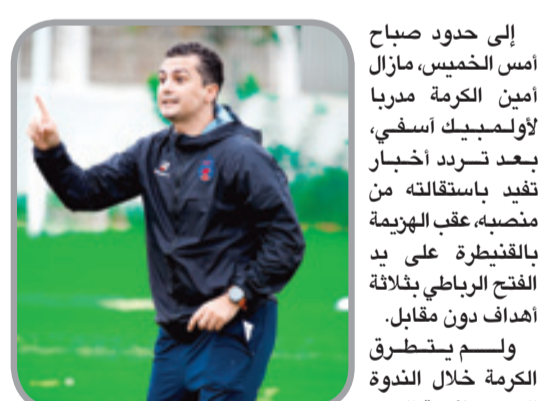 إلى حدود صباح
أمس الخميس، مازال
أمين الكرمة مدربا
لأولمبيك آسفي،
بعد تردد أخبار
تفيد باستقالته من
منصبه، عقب الهزيمة
بالقنيطرة على يد
الفتح الرباطي بثلاثة
أهداف دون مقابل.
ولم يتطرق
الكرمة خلال الندوة